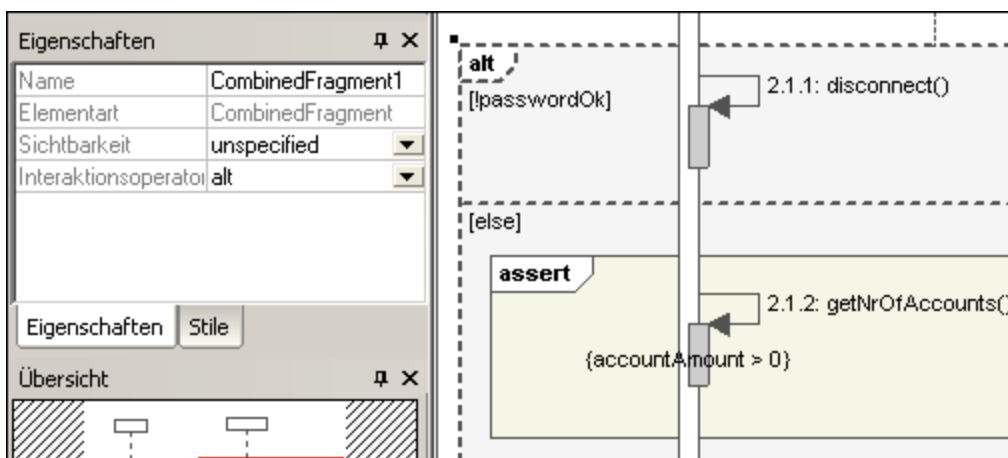 Eigenschaften
Name CombinedFragment1
Elementart CombinedFragment
Sichtbarkeit unspecified
Interaktionsoperator alt
Eigenschaften Stile
Übersicht
alt
[!passwordOk]
2.1.1: disconnect()
[else]
assert
2.1.2: getNrOfAccounts()
{accountAmount > 0}